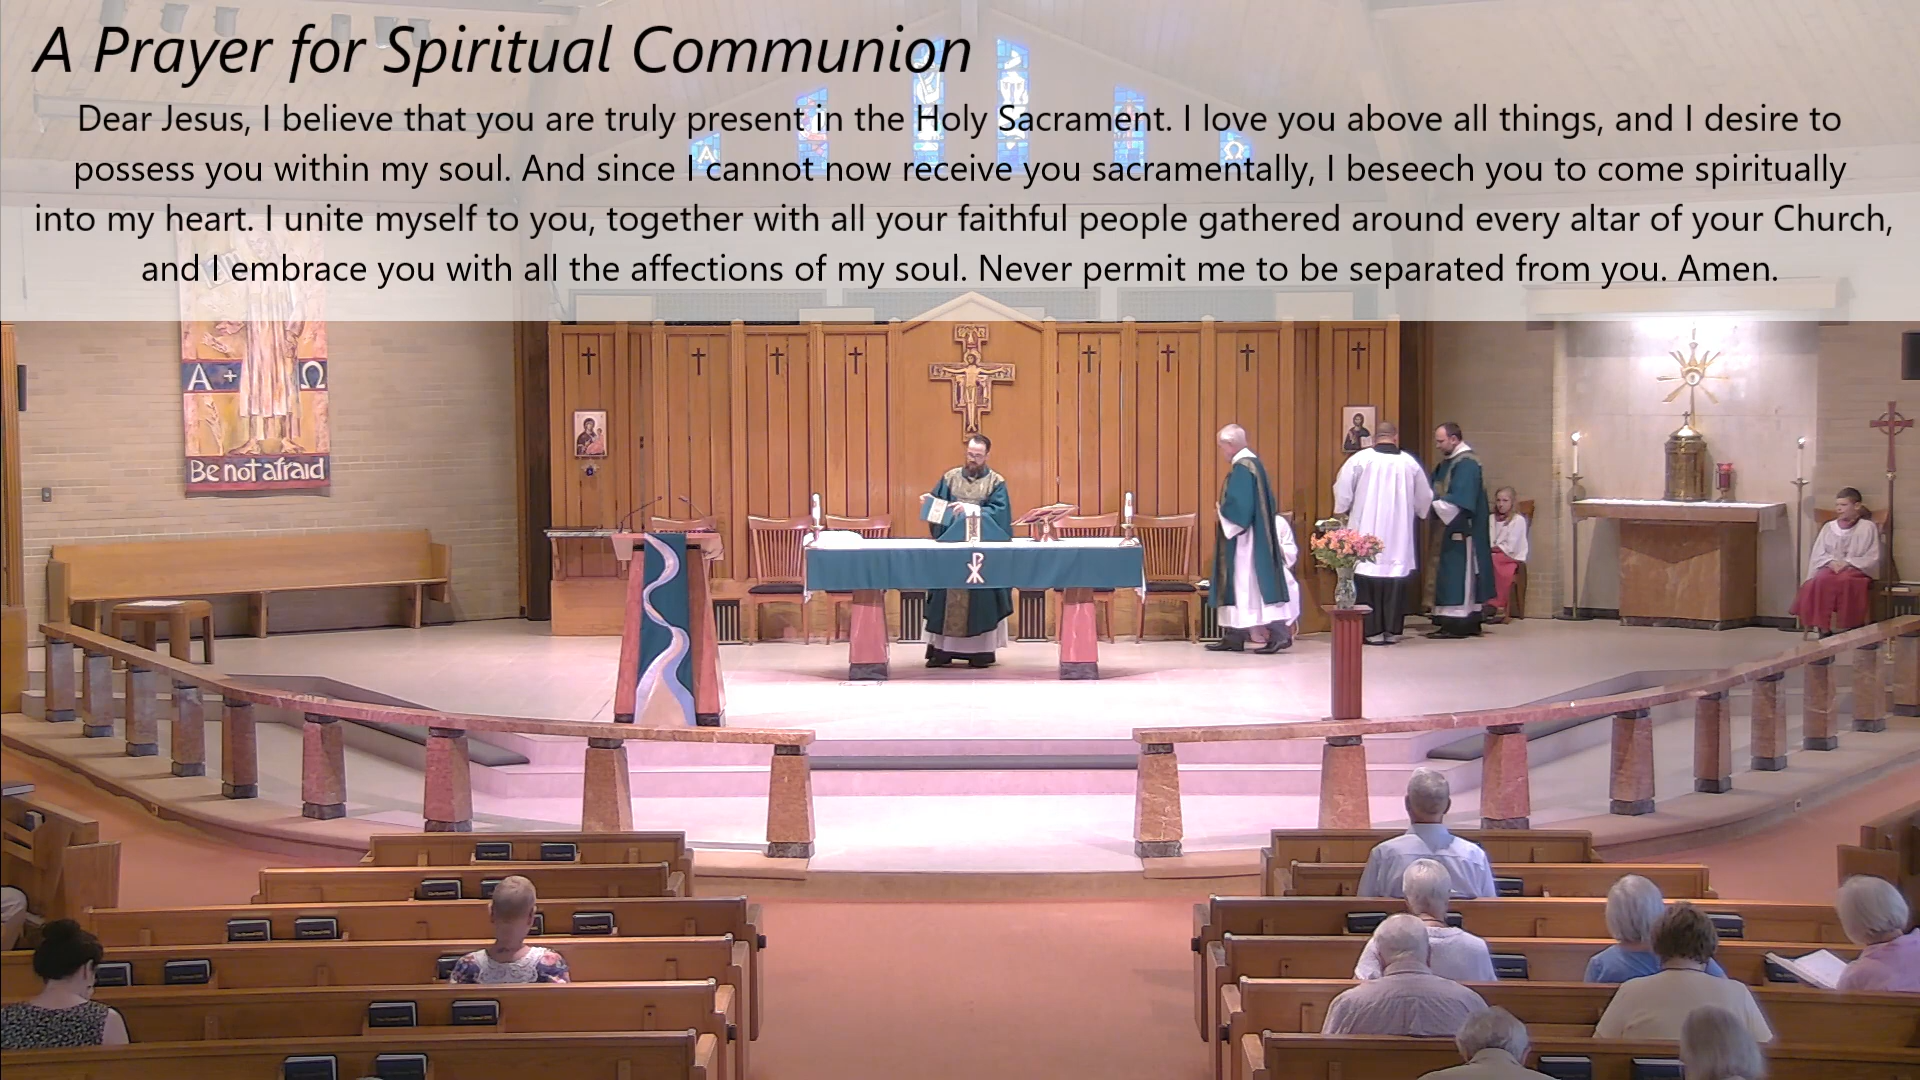 A Prayer for Spiritual Communion
Dear Jesus, I believe that you are truly present in the Holy Sacrament. I love you above all things, and I desire to
possess you within my soul. And since I cannot now receive you sacramentally, I beseech you to come spiritually
into my heart. I unite myself to you, together with all your faithful people gathered around every altar of your Church,
and I embrace you with all the affections of my soul. Never permit me to be separated from you. Amen.
Α Ω
Α + Ω
Be not afraid